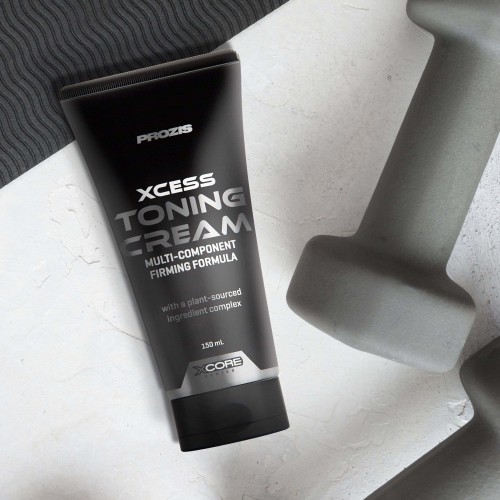 PROZIS
XCESS
TONING
CREAM
MULTI-COMPONENT
FIRMING FORMULA
with a plant-sourced
Ingredient complex
150 mL
XCORE